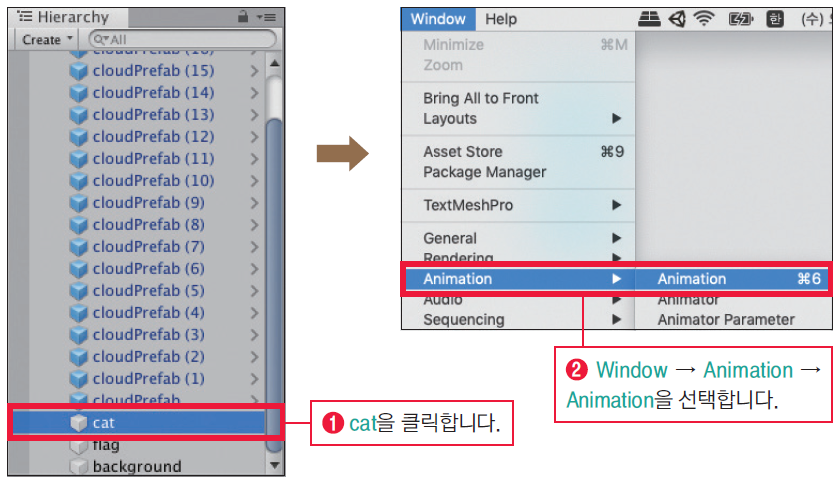 Hierarchy
Create
All
cloudPrefab (16)
cloudPrefab (15)
cloudPrefab (14)
cloudPrefab (13)
cloudPrefab (12)
cloudPrefab (11)
cloudPrefab (10)
cloudPrefab (9)
cloudPrefab (8)
cloudPrefab (7)
cloudPrefab (6)
cloudPrefab (5)
cloudPrefab (4)
cloudPrefab (3)
cloudPrefab (2)
cloudPrefab (1)
cloudPrefab
cat
flag
background
❶ cat을 클릭합니다.
Window Help 한 (수)
Minimize ⌘M
Zoom
Bring All to Front
Layouts
Asset Store ⌘9
Package Manager
TextMeshPro
General
Rendering
Animation
Audio
Sequencing
Animation ⌘6
Animator
Animator Parameter
❷ Window → Animation →
Animation을 선택합니다.